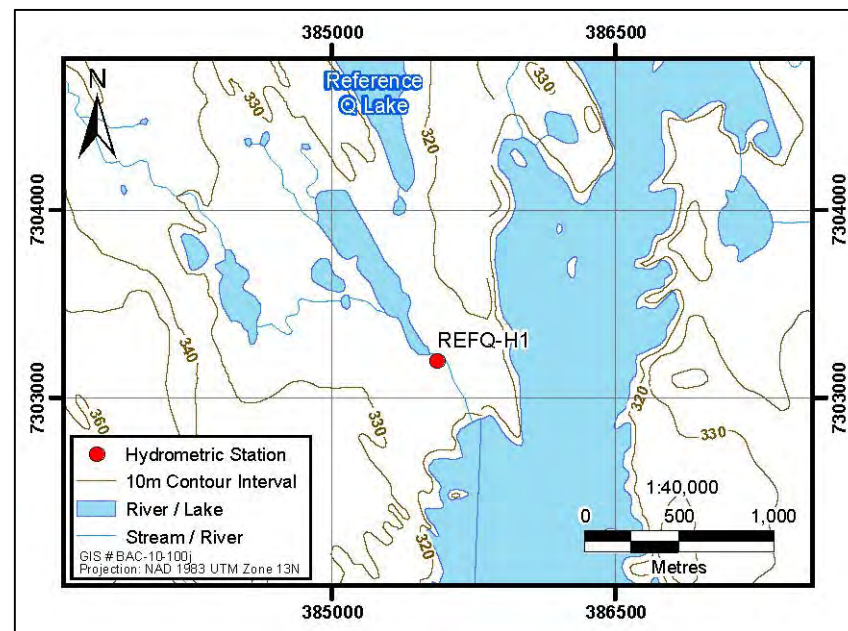 385000
386500
N
Reference
Q Lake
330
320
330
7304000
7304000
REFQ-H1
340
7303000
7303000
320
360
330
330
Hydrometric Station
10m Contour Interval
River / Lake
Stream / River
GIS # BAC-10-100j
Projection: NAD 1983 UTM Zone 13N
320
1:40,000
0
500
1,000
Metres
385000
386500